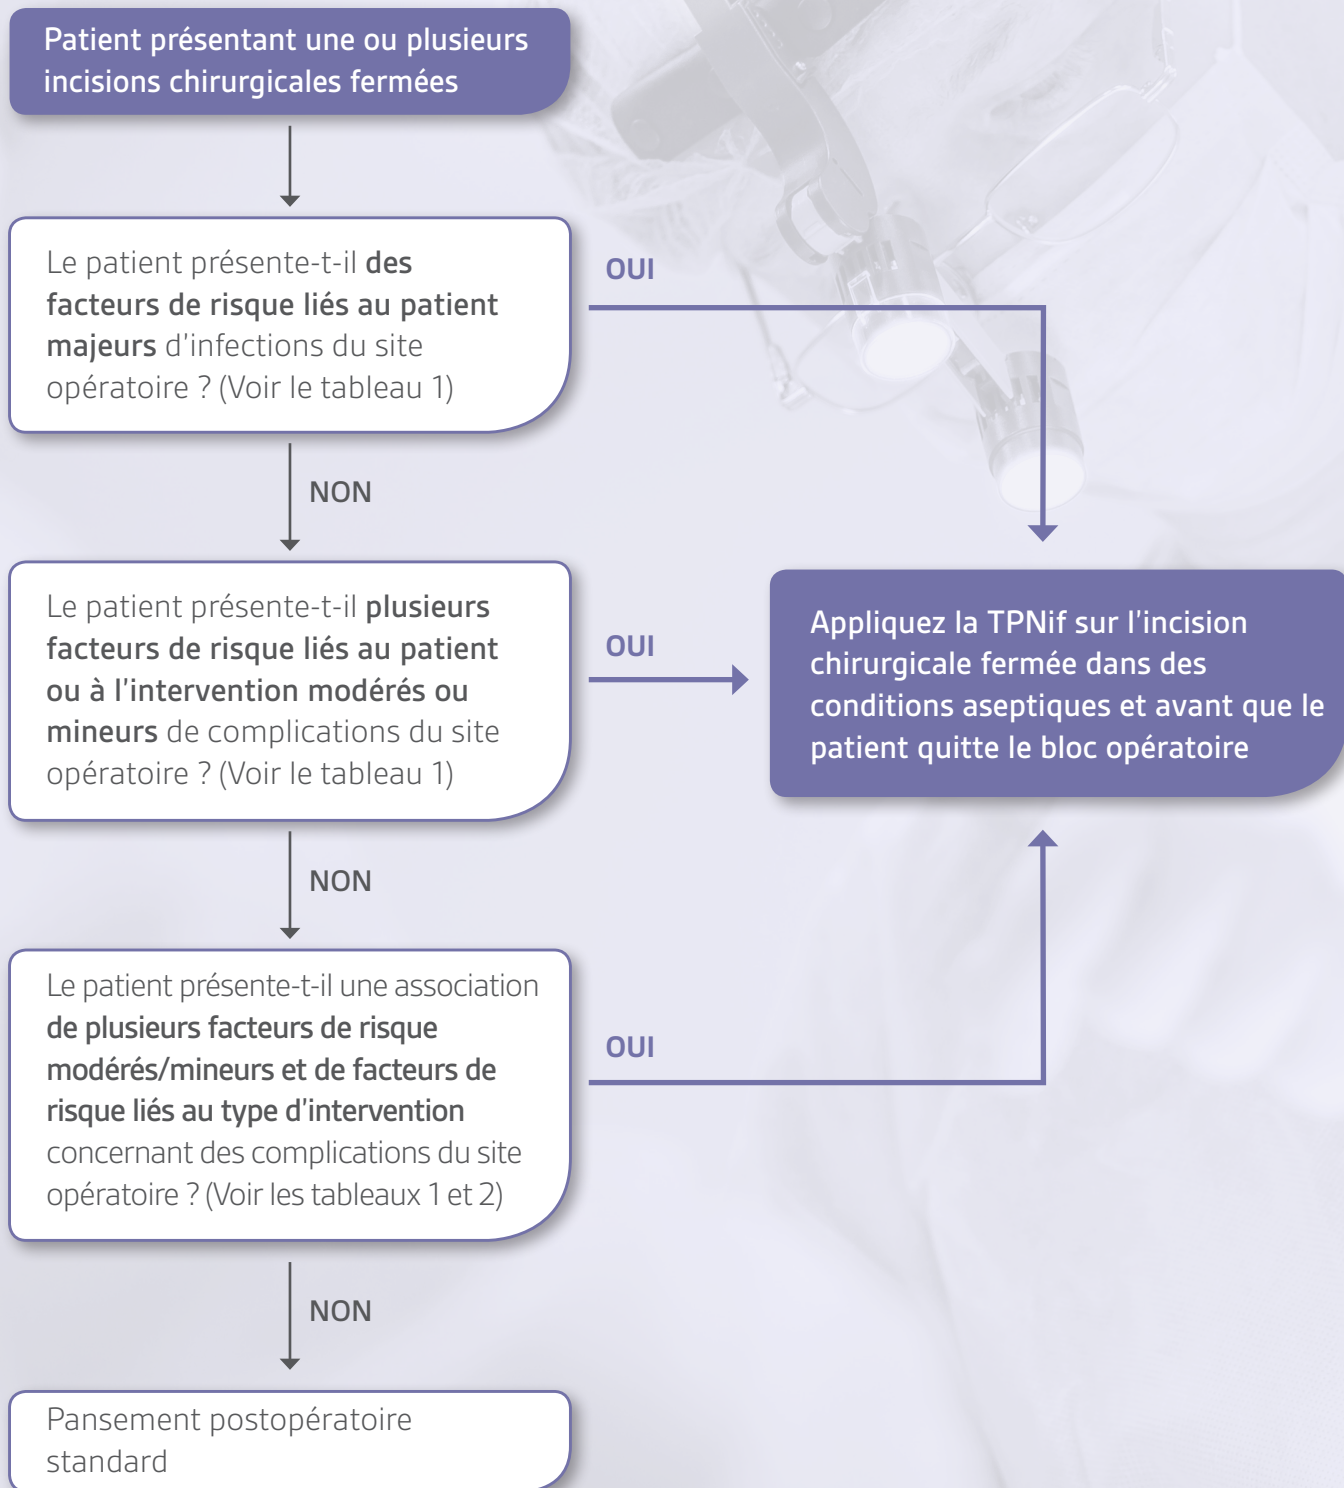 Patient présentant une ou plusieurs
incisions chirurgicales fermées
Le patient présente-t-il des
facteurs de risque liés au patient
majeurs d'infections du site
opératoire ? (Voir le tableau 1)
OUI
NON
Le patient présente-t-il plusieurs
facteurs de risque liés au patient
ou à l'intervention modérés ou
mineurs de complications du site
opératoire ? (Voir le tableau 1)
OUI
Appliquez la TPNif sur l'incision
chirurgicale fermée dans des
conditions aseptiques et avant que le
patient quitte le bloc opératoire
NON
Le patient présente-t-il une association
de plusieurs facteurs de risque
modérés/mineurs et de facteurs de
risque liés au type d'intervention
concernant des complications du site
opératoire ? (Voir les tableaux 1 et 2)
OUI
NON
Pansement postopératoire
standard